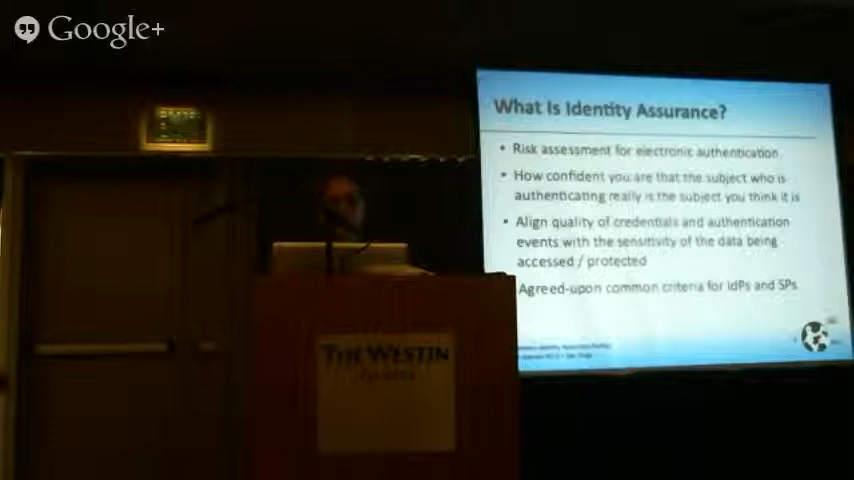 Google+
What Is Identity Assurance?
• Risk assessment for electronic authentication
• How confident you are that the subject who is
authenticating really is the subject you think it is
• Align quality of credentials and authentication
events with the sensitivity of the data being
accessed / protected
Agreed-upon common criteria for IdPs and SPs
THE WESTIN